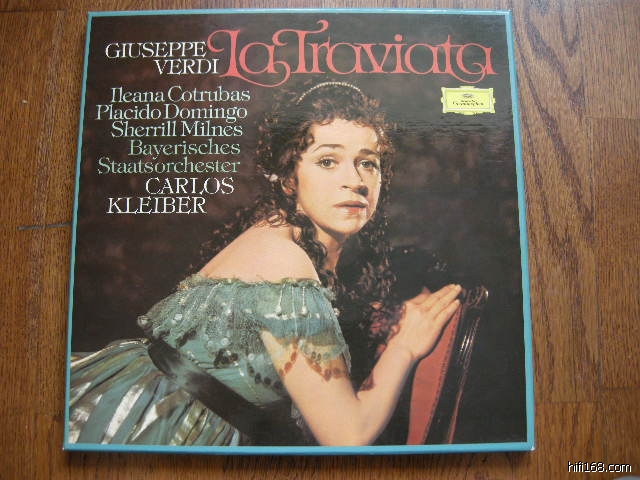 GIUSEPPE
VERDI
La Traviata
Ileana Cotrubas
Placido Domingo
Sherrill Milnes
Bayerisches
Staatsorchester
CARLOS
KLEIBER
hifi168.com